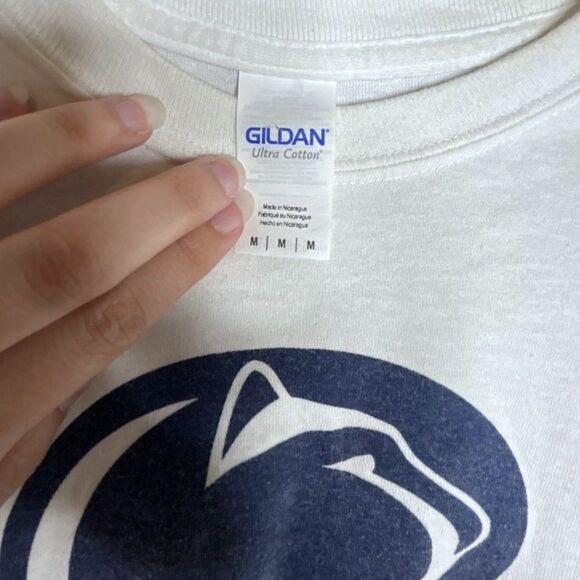 GILDAN®
Ultra Cotton®
Made in Nicaragua
Fabriqué au Nicaragua
Hecho en Nicaragua
M | M | M